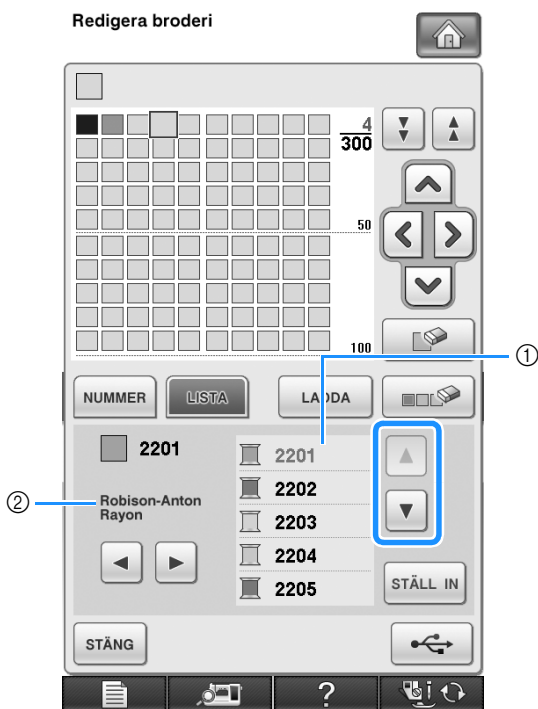 Redigera broderi
4
300
50
100
①
NUMMER
LISTA
LADDA
2201
2201
2202
②
Robison-Anton
Rayon
2203
2204
2205
STÄLL IN
STÄNG
?